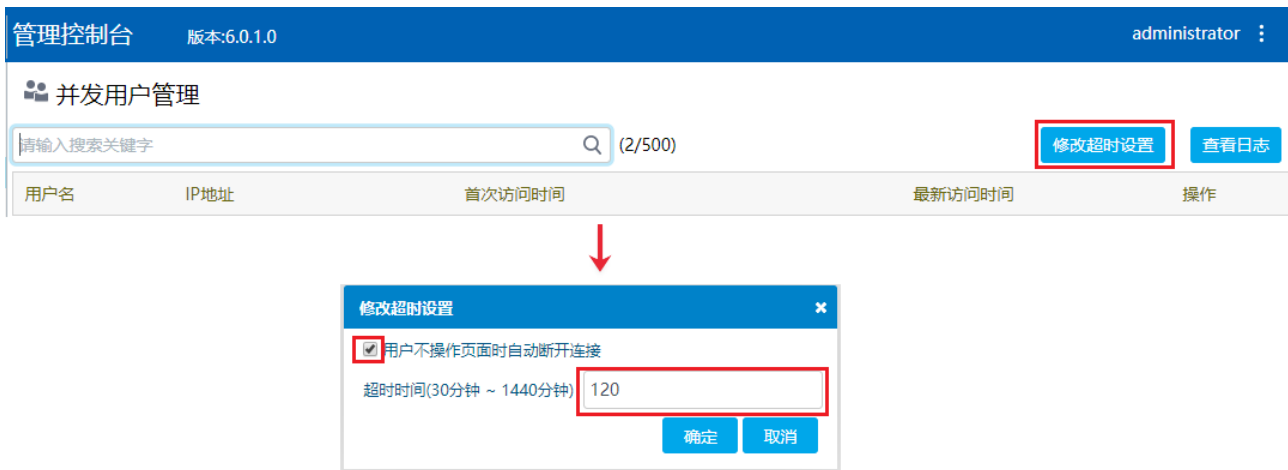 管理控制台 版本:6.0.1.0 administrator
并发用户管理
请输入搜索关键字 (2/500) 修改超时设置 查看日志
用户名 IP地址 首次访问时间 最新访问时间 操作
修改超时设置
用户不操作页面时自动断开连接
超时时间(30分钟 ~ 1440分钟) 120
确定 取消